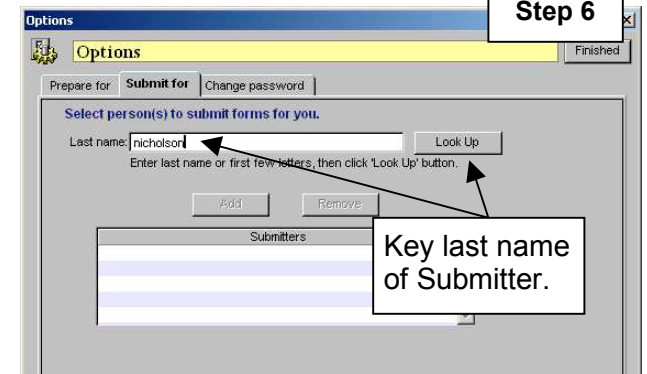 Options
Step 6
Options
Finished
Prepare for Submit for Change password
Select person(s) to submit forms for you.
Last name: nicholson Look Up
Enter last name or first few letters, then click 'Look Up' button.
Add Remove
Submitters
Key last name
of Submitter.